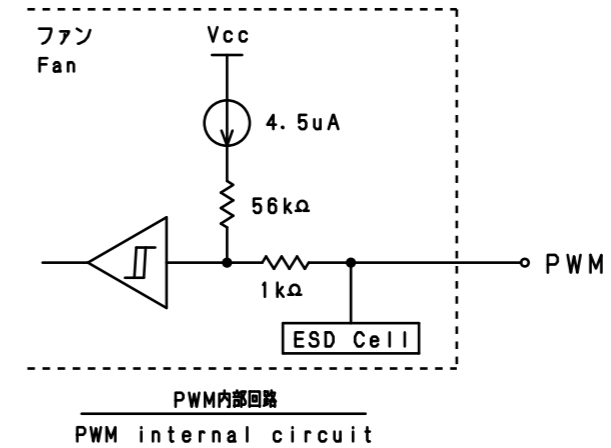 ファン
Fan
Vcc
4.5uA
56kΩ
1kΩ
PWM
ESD Cell
PWM内部回路
PWM internal circuit